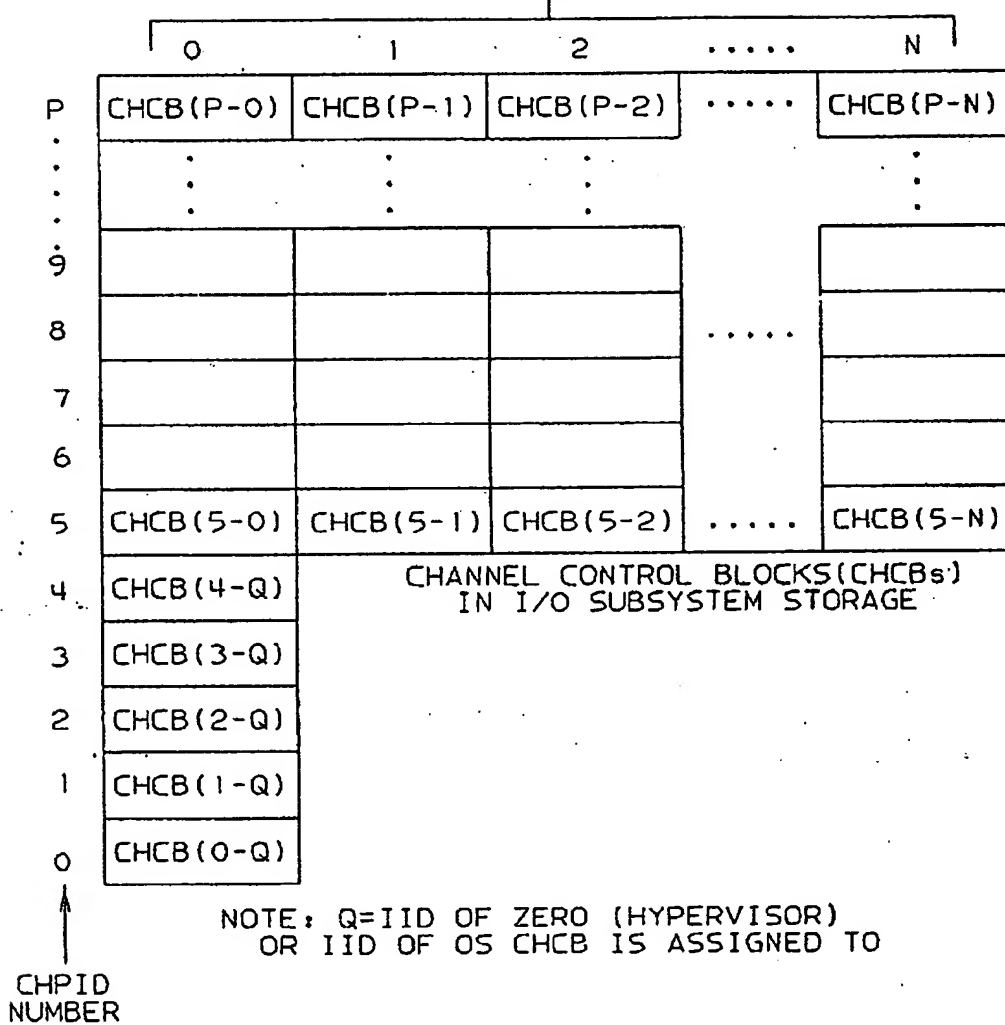 0 1 2 ..... N
P CHCB(P-0) CHCB(P-1) CHCB(P-2) ..... CHCB(P-N)
9
8 .....
7
6
5 CHCB(5-0) CHCB(5-1) CHCB(5-2) ..... CHCB(5-N)
4 CHCB(4-Q)
CHANNEL CONTROL BLOCKS(CHCBs)
IN I/O SUBSYSTEM STORAGE
3 CHCB(3-Q)
2 CHCB(2-Q)
1 CHCB(1-Q)
0 CHCB(0-Q)
NOTE: Q=IID OF ZERO (HYPERVISOR)
OR IID OF OS CHCB IS ASSIGNED TO
CHPID
NUMBER